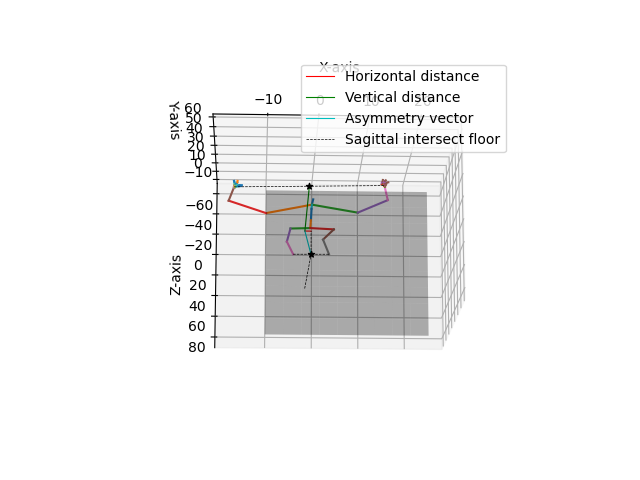 X-axis
Horizontal distance
Vertical distance
Asymmetry vector
Sagittal intersect floor
−10 0 10 20
Y-axis
60
50
40
30
20
10
0
−10
Z-axis
−60
−40
−20
0
20
40
60
80